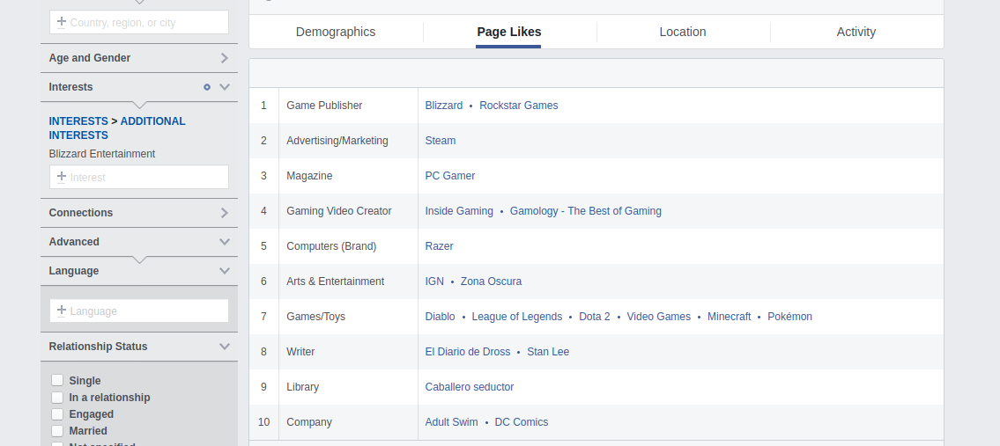 Country, region, or city
Age and Gender
Interests
INTERESTS > ADDITIONAL
INTERESTS
Blizzard Entertainment
Interest
Connections
Advanced
Language
Language
Relationship Status
Single
In a relationship
Engaged
Married
Not specified
Demographics Page Likes Location Activity
1 Game Publisher Blizzard • Rockstar Games
2 Advertising/Marketing Steam
3 Magazine PC Gamer
4 Gaming Video Creator Inside Gaming • Gamology - The Best of Gaming
5 Computers (Brand) Razer
6 Arts & Entertainment IGN • Zona Oscura
7 Games/Toys Diablo • League of Legends • Dota 2 • Video Games • Minecraft • Pokémon
8 Writer El Diario de Dross • Stan Lee
9 Library Caballero seductor
10 Company Adult Swim • DC Comics